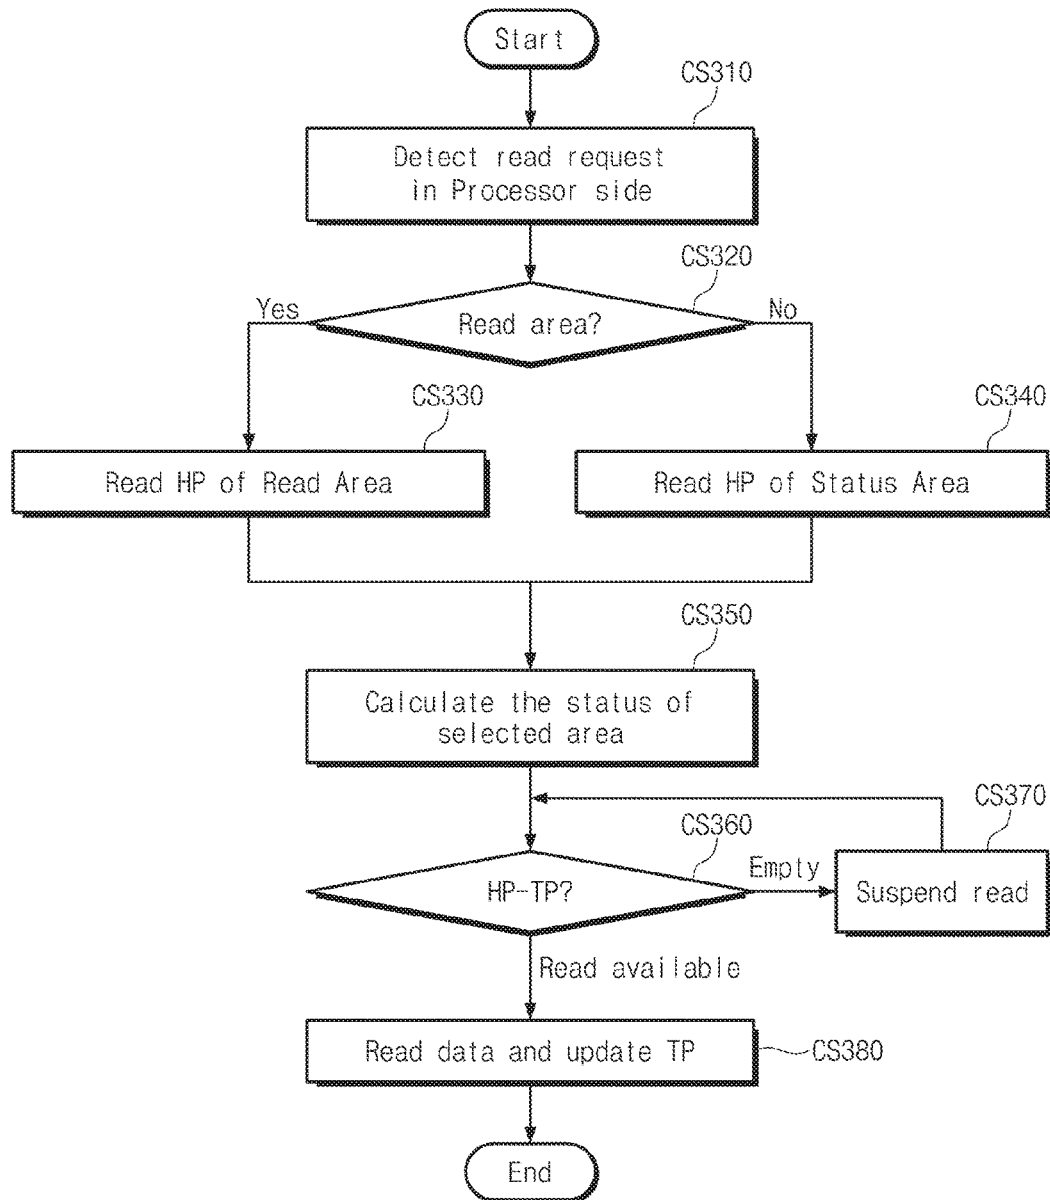 Start
CS310
Detect read request
in Processor side
CS320
Yes
Read area?
No
CS330
CS340
Read HP of Read Area
Read HP of Status Area
CS350
Calculate the status of
selected area
CS370
CS360
HP-TP?
Empty
Suspend read
Read available
Read data and update TP
CS380
End